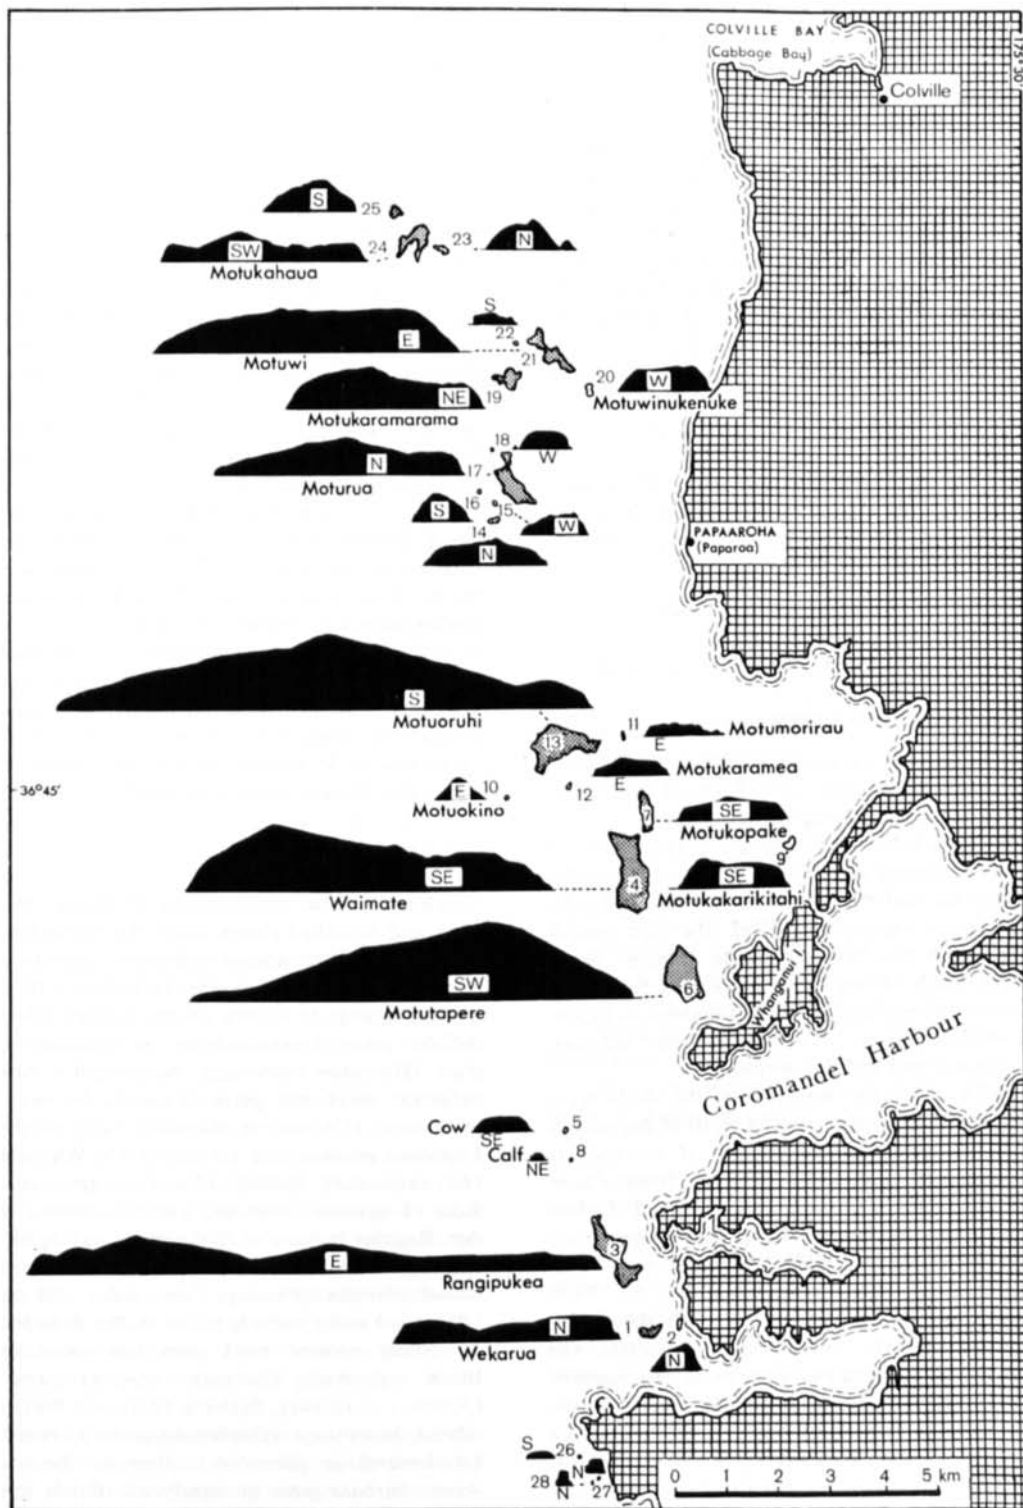 COLVILLE BAY
(Cabbage Bay)
175°30'
Colville
S
25
SW
24
23
N
Motukahaua
S
22
E
21
Motuwi
20
W
NE
19
Motuwinukenuke
Motukaramarama
18
N
17
W
Moturua
16
S
15
W
14
PAPAAROHA
(Paparoa)
N
S
Motuoruhi
11
Motumorirau
13
E
Motukaramea
36°45'
E
10
12
E
Motuokino
7
SE
Motukopake
9
SE
4
SE
Waimate
Motukakarikitahi
SW
6
Motutapere
Whanganui I.
Coromandel Harbour
Cow
SE
5
Calf
NE
8
3
E
Rangipukea
N
1
2
Wekarua
N
S
26
N
28
N
27
0 1 2 3 4 5 km